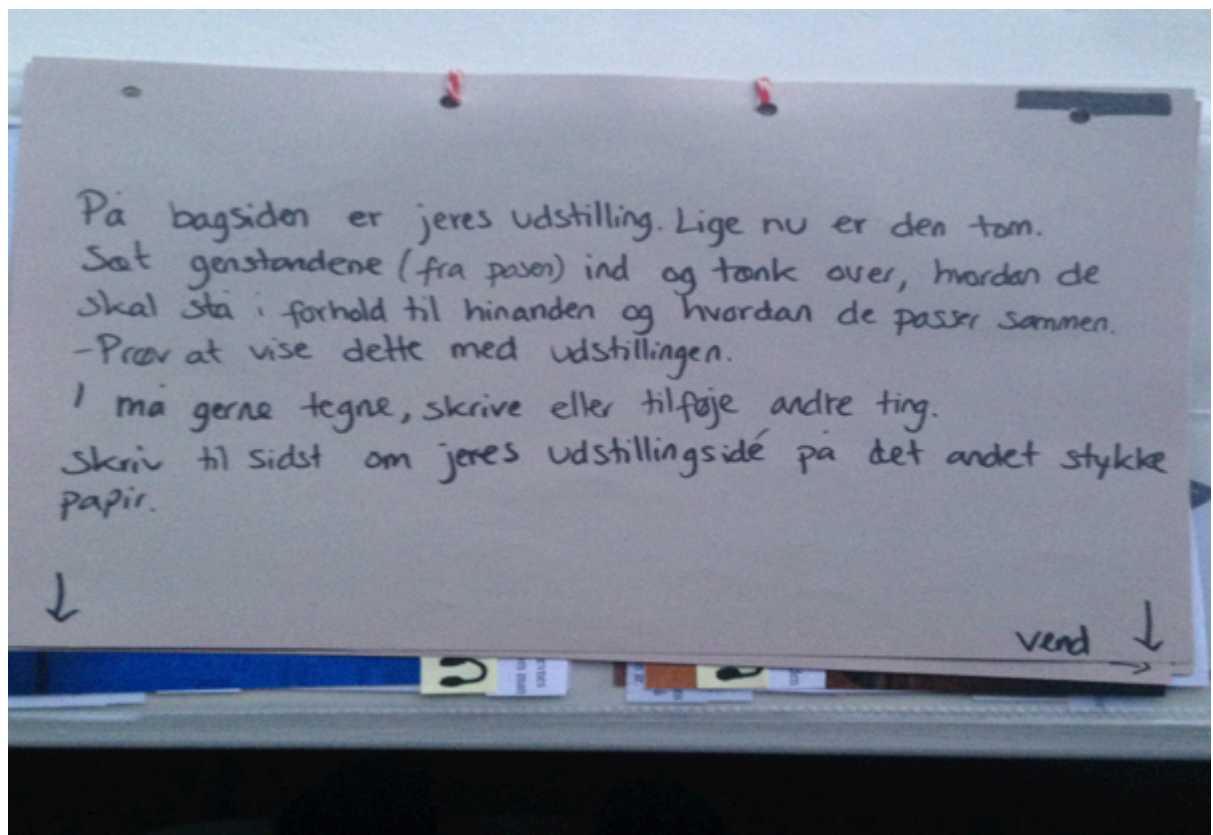 På bagsiden er jeres udstilling. Lige nu er den tom.
Sæt genstandene (fra posen) ind og tænk over, hvordan de
skal stå i forhold til hinanden og hvordan de passer sammen.
- Prøv at vise dette med udstillingen.
I må gerne tegne, skrive eller tilføje andre ting.
Skriv til sidst om jeres udstillingsidé på det andet stykke
papir.
vend